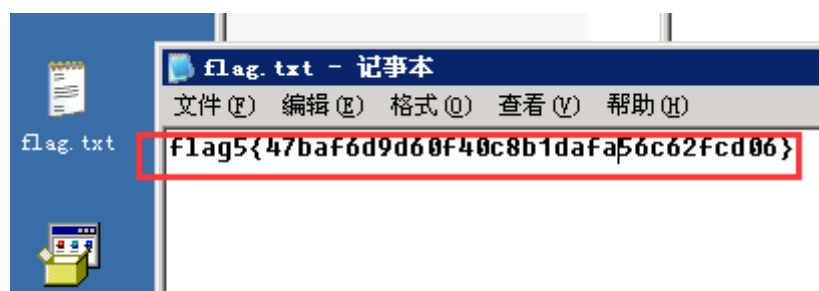 flag.txt - 记事本
文件(F) 编辑(E) 格式(O) 查看(V) 帮助(H)
flag.txt
flag5{47baf6d9d60f40c8b1dafa56c62fcd06}